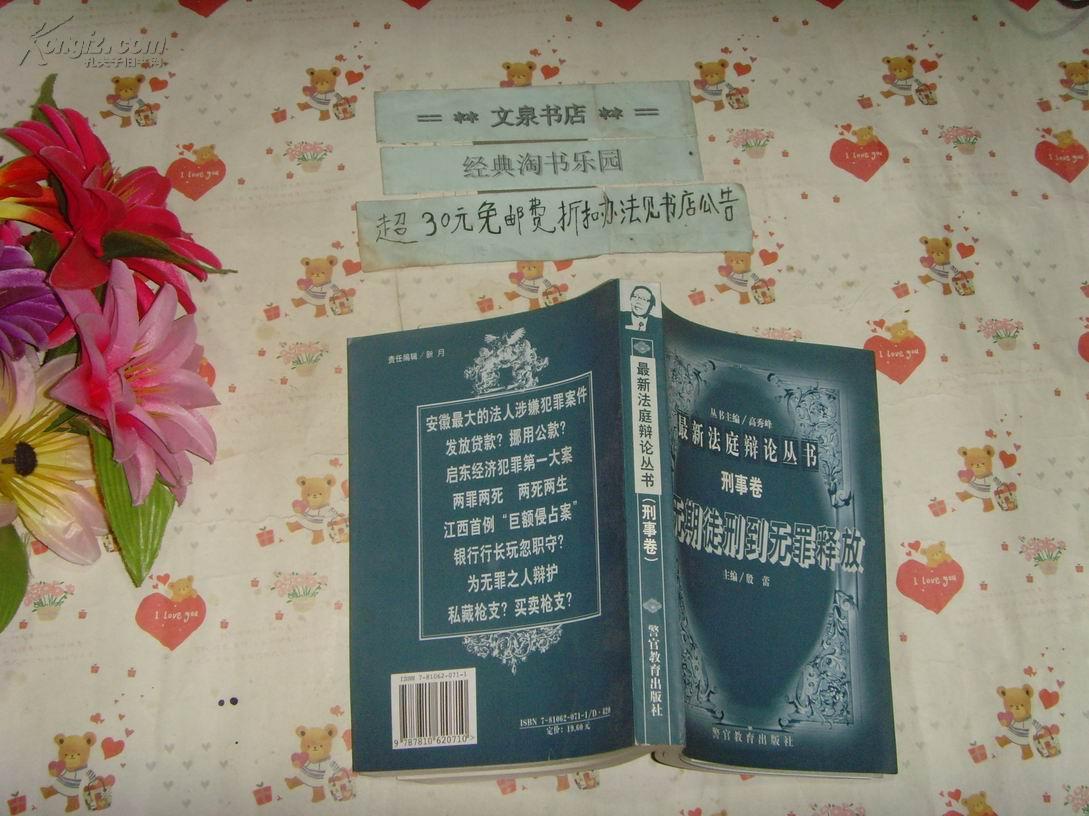 Kongfz.com
孔夫子旧书网
== ** 文泉书店 ** ==
经典淘书乐园
超30元免邮费折扣办法见书店公告
责任编辑/新 月
安徽最大的法人涉嫌犯罪案件
发放贷款？挪用公款？
启东经济犯罪第一大案
两罪两死 两死两生
江西首例“巨额侵占案”
银行行长玩忽职守？
为无罪之人辩护
私藏枪支？买卖枪支？
ISBN 7-81062-071-1
9 787810 620710
ISBN 7-81062-071-1/D·
定价：19.60元
最新法庭辩论丛书
(刑事卷)
警官教育出版社
丛书主编/高秀峰
最新法庭辩论丛书
刑事卷
无期徒刑到无罪释放
主编/殷 蕾
警官教育出版社
I love you
I love you
I love you
I love you
I love you